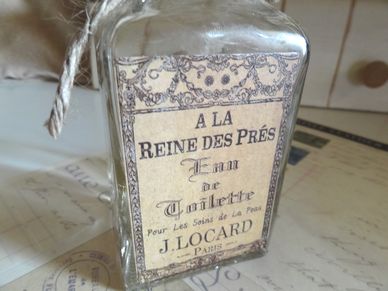 A LA
REINE DES PRÉS
Eau
de
Toilette
Pour Les Soins de La Peau
J. LOCARD
PARIS